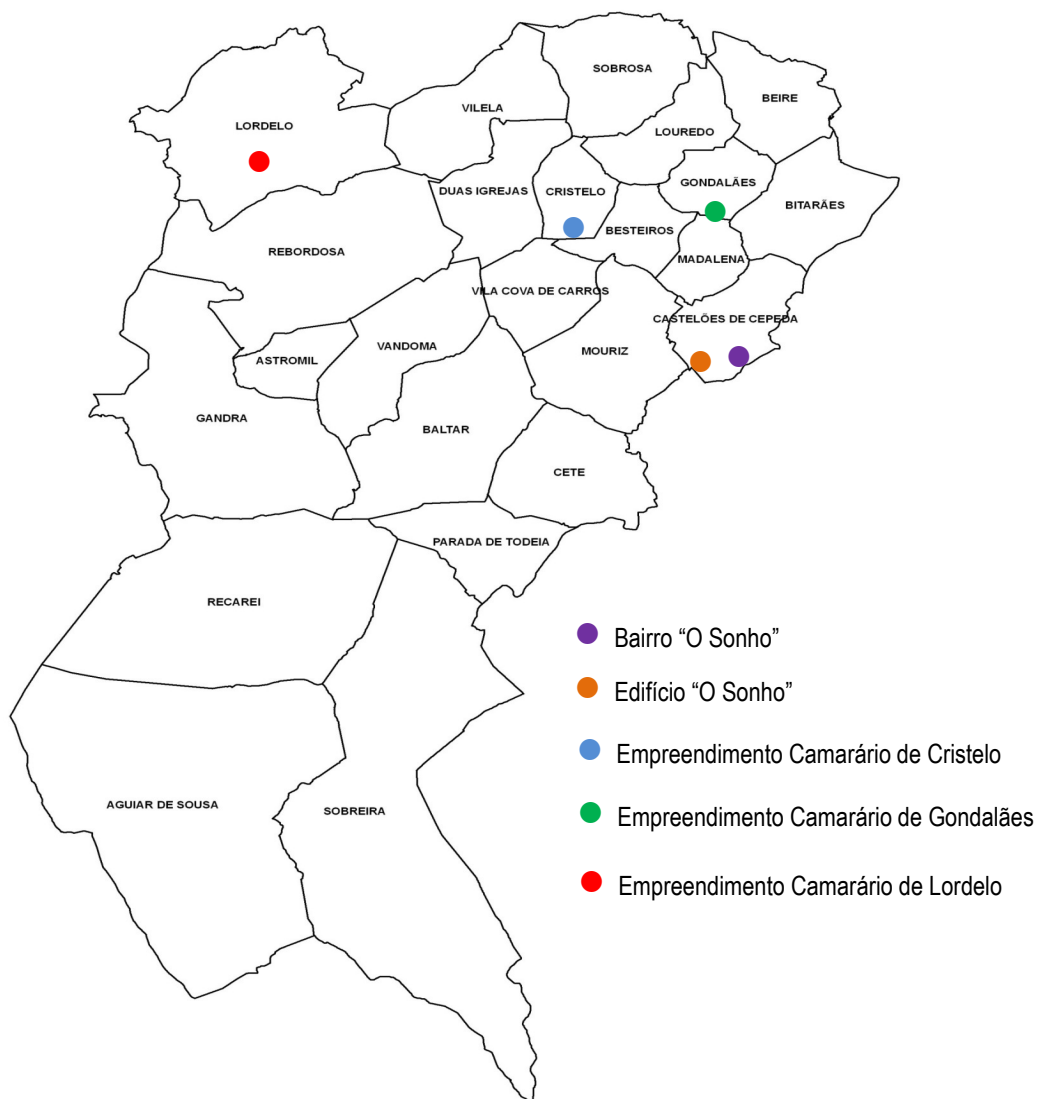 SOBROSA
BEIRE
VILELA
LORDELO
LOUREDO
GONDALÃES
DUAS IGREJAS
CRISTELO
BITARÃES
BESTEIROS
REBORDOSA
MADALENA
VILA COVA DE CARROS
CASTELÕES DE CEPEDA
VANDOMA
MOURIZ
ASTROMIL
GANDRA
BALTAR
CETE
PARADA DE TODEIA
RECAREI
AGUIAR DE SOUSA
SOBREIRA
Bairro “O Sonho”
Edifício “O Sonho”
Empreendimento Camarário de Cristelo
Empreendimento Camarário de Gondalães
Empreendimento Camarário de Lordelo